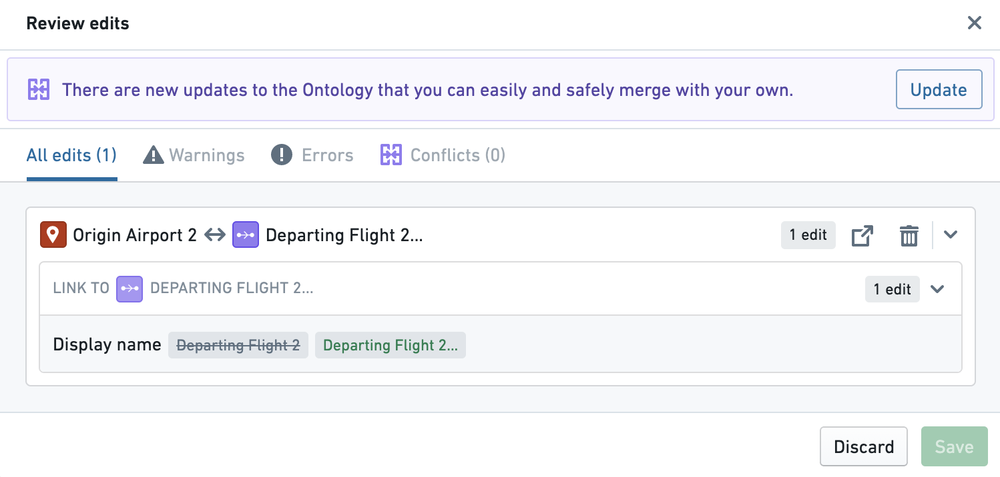 Review edits
There are new updates to the Ontology that you can easily and safely merge with your own.
Update
All edits (1)
Warnings
Errors
Conflicts (0)
Origin Airport 2
Departing Flight 2...
1 edit
LINK TO
DEPARTING FLIGHT 2...
1 edit
Display name
Departing Flight 2
Departing Flight 2...
Discard
Save